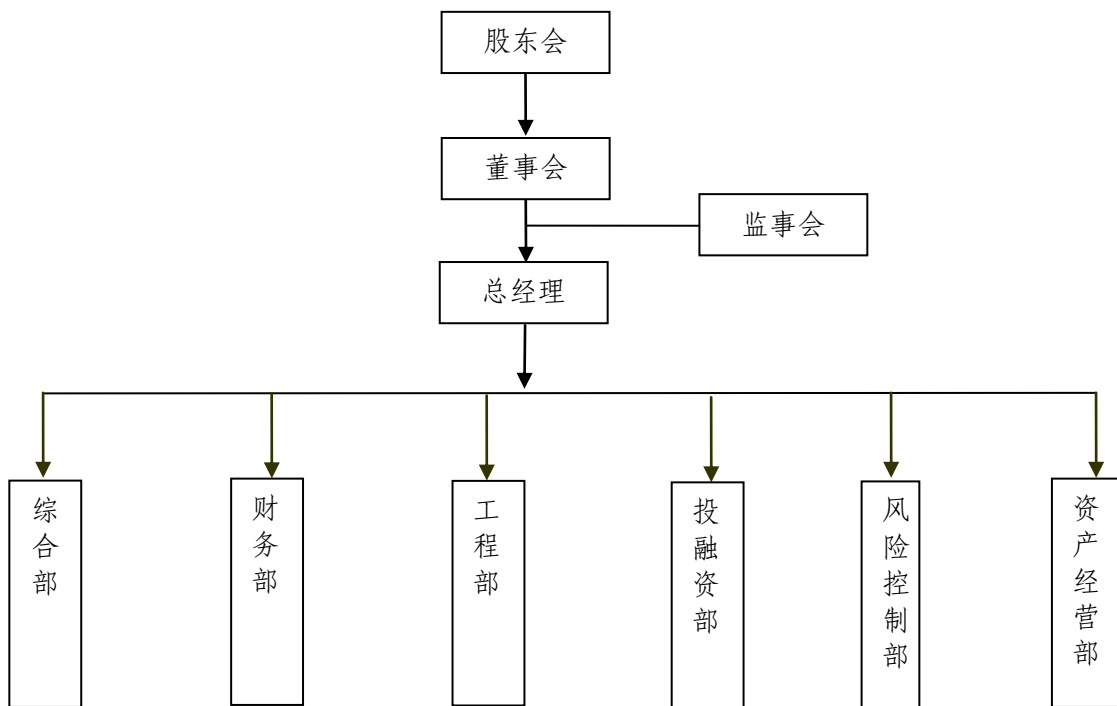 股东会
董事会
监事会
总经理
综合部
财务部
工程部
投融资部
风险控制部
资产经营部